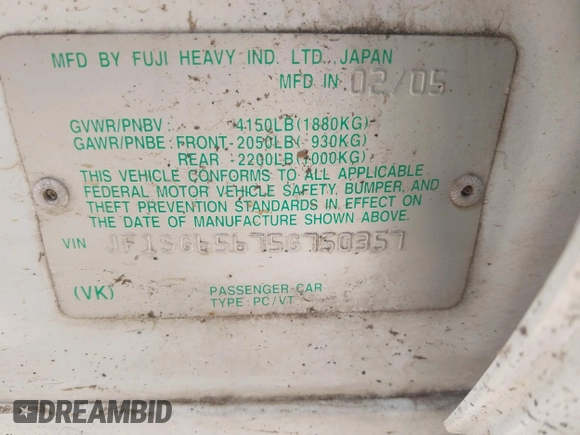 MFD BY FUJI HEAVY IND. LTD. JAPAN
MFD IN 02/05
GVWR/PNBV : 4150LB(1880KG)
GAWR/PNBE : FRONT-2050LB( 930KG)
REAR -2200LB(1000KG)
THIS VEHICLE CONFORMS TO ALL APPLICABLE
FEDERAL MOTOR VEHICLE SAFETY, BUMPER, AND
THEFT PREVENTION STANDARDS IN EFFECT ON
THE DATE OF MANUFACTURE SHOWN ABOVE.
VIN JF1SG65675G750357
(VK)
PASSENGER-CAR
TYPE: PC/VT
DREAMBID